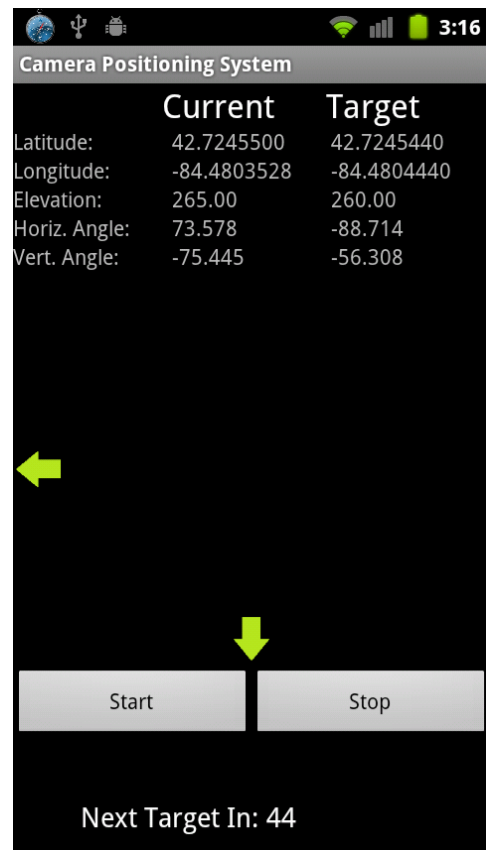 3:16
Camera Positioning System
Current Target
Latitude: 42.7245500 42.7245440
Longitude: -84.4803528 -84.4804440
Elevation: 265.00 260.00
Horiz. Angle: 73.578 -88.714
Vert. Angle: -75.445 -56.308
Start Stop
Next Target In: 44